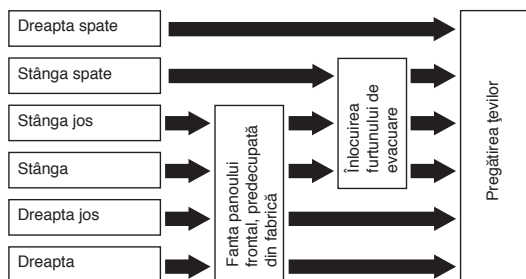 Dreapta spate
Stânga spate
Stânga jos
Stânga
Dreapta jos
Dreapta
Fanta panoului
frontal, predecupată
din fabrică
Înlocuirea
furtunului de
evacuare
Pregătirea ţevilor